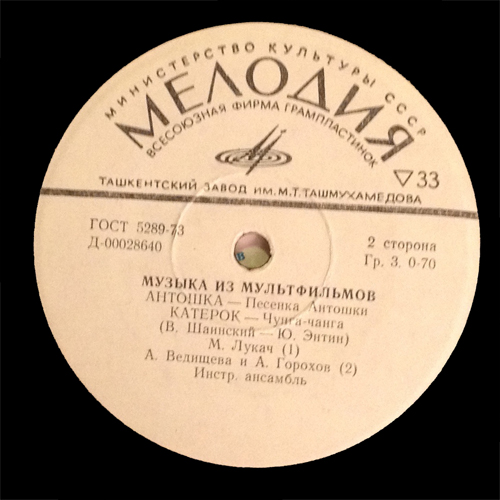 МИНИСТЕРСТВО КУЛЬТУРЫ СССР
МЕЛОДИЯ
ВСЕСОЮЗНАЯ ФИРМА ГРАМПЛАСТИНОК
▽ 33
ТАШКЕНТСКИЙ ЗАВОД ИМ. М.Т. ТАШМУХАМЕДОВА
ГОСТ 5289-73
Д-00028640
2 сторона
Гр. 3. 0-70
МУЗЫКА ИЗ МУЛЬТФИЛЬМОВ
АНТОШКА — Песенка Антошки
КАТЕРОК — Чунга-чанга
(В. Шаинский — Ю. Энтин)
М. Лукач (1)
А. Ведищева и А. Горохов (2)
Инстр. ансамбль